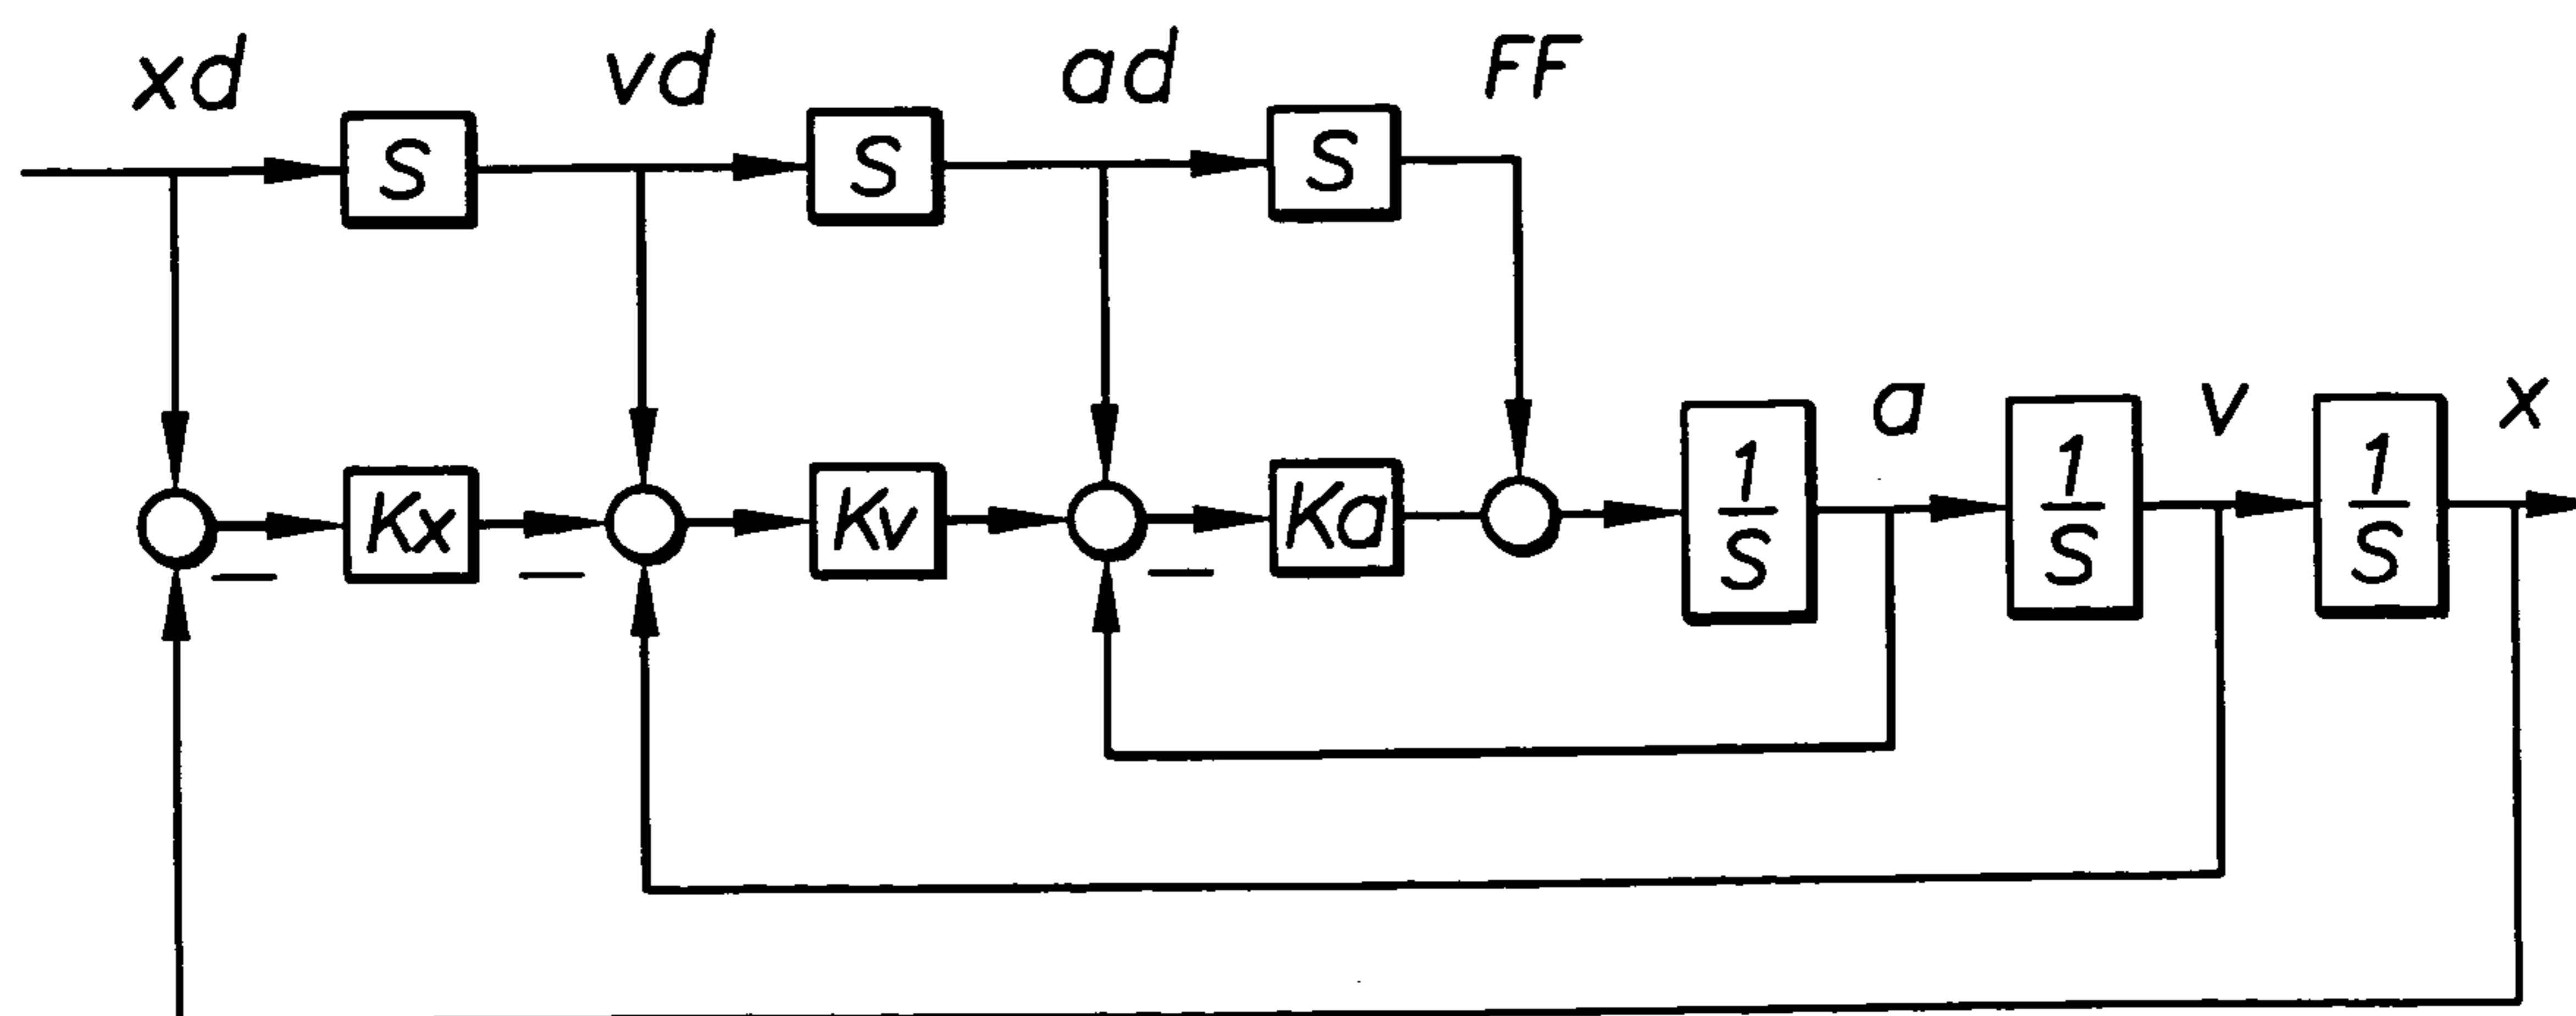 xd vd ad FF
S S S
a v x
Kx Kv Ka 1/S 1/S 1/S
− − −